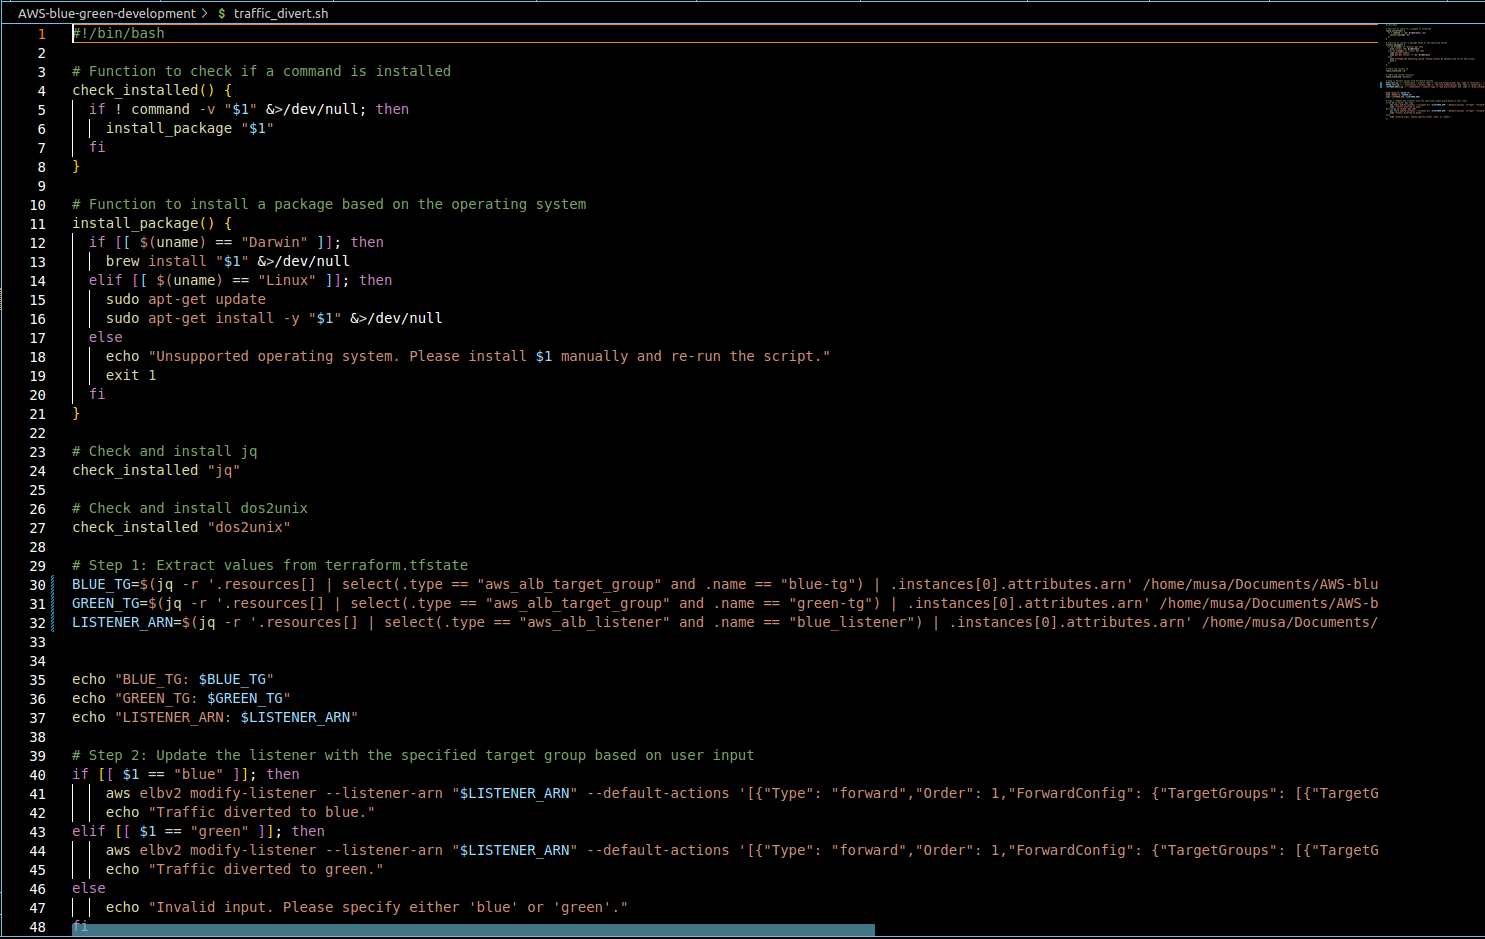 AWS-blue-green-development > $ traffic_divert.sh
1 #!/bin/bash
2
3 # Function to check if a command is installed
4 check_installed() {
5 if ! command -v "$1" &>/dev/null; then
6 install_package "$1"
7 fi
8 }
9
10 # Function to install a package based on the operating system
11 install_package() {
12 if [[ $(uname) == "Darwin" ]]; then
13 brew install "$1" &>/dev/null
14 elif [[ $(uname) == "Linux" ]]; then
15 sudo apt-get update
16 sudo apt-get install -y "$1" &>/dev/null
17 else
18 echo "Unsupported operating system. Please install $1 manually and re-run the script."
19 exit 1
20 fi
21 }
22
23 # Check and install jq
24 check_installed "jq"
25
26 # Check and install dos2unix
27 check_installed "dos2unix"
28
29 # Step 1: Extract values from terraform.tfstate
30 BLUE_TG=$(jq -r '.resources[] | select(.type == "aws_alb_target_group" and .name == "blue-tg") | .instances[0].attributes.arn' /home/musa/Documents/AWS-blu
31 GREEN_TG=$(jq -r '.resources[] | select(.type == "aws_alb_target_group" and .name == "green-tg") | .instances[0].attributes.arn' /home/musa/Documents/AWS-b
32 LISTENER_ARN=$(jq -r '.resources[] | select(.type == "aws_alb_listener" and .name == "blue_listener") | .instances[0].attributes.arn' /home/musa/Documents/
33
34
35 echo "BLUE_TG: $BLUE_TG"
36 echo "GREEN_TG: $GREEN_TG"
37 echo "LISTENER_ARN: $LISTENER_ARN"
38
39 # Step 2: Update the listener with the specified target group based on user input
40 if [[ $1 == "blue" ]]; then
41 aws elbv2 modify-listener --listener-arn "$LISTENER_ARN" --default-actions '[{"Type": "forward","Order": 1,"ForwardConfig": {"TargetGroups": [{"TargetG
42 echo "Traffic diverted to blue."
43 elif [[ $1 == "green" ]]; then
44 aws elbv2 modify-listener --listener-arn "$LISTENER_ARN" --default-actions '[{"Type": "forward","Order": 1,"ForwardConfig": {"TargetGroups": [{"TargetG
45 echo "Traffic diverted to green."
46 else
47 echo "Invalid input. Please specify either 'blue' or 'green'."
48 fi